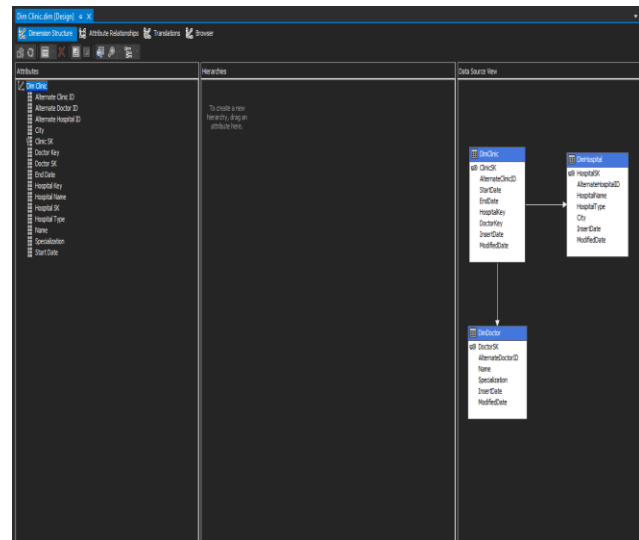 Dim Clinic.dim [Design]
Dimension Structure Attribute Relationships Translations Browser
Attributes
Dim Clinic
Alternate Clinic ID
Alternate Doctor ID
Alternate Hospital ID
City
Clinic SK
Doctor Key
Doctor SK
End Date
Hospital Key
Hospital Name
Hospital SK
Hospital Type
Name
Specialization
Start Date
Hierarchies
To create a new
hierarchy, drag an
attribute here.
Data Source View
DimClinic
ClinicSK
AlternateClinicID
StartDate
EndDate
HospitalKey
DoctorKey
InsertDate
ModifiedDate
DimHospital
HospitalSK
AlternateHospitalID
HospitalName
HospitalType
City
InsertDate
ModifiedDate
DimDoctor
DoctorSK
AlternateDoctorID
Name
Specialization
InsertDate
ModifiedDate